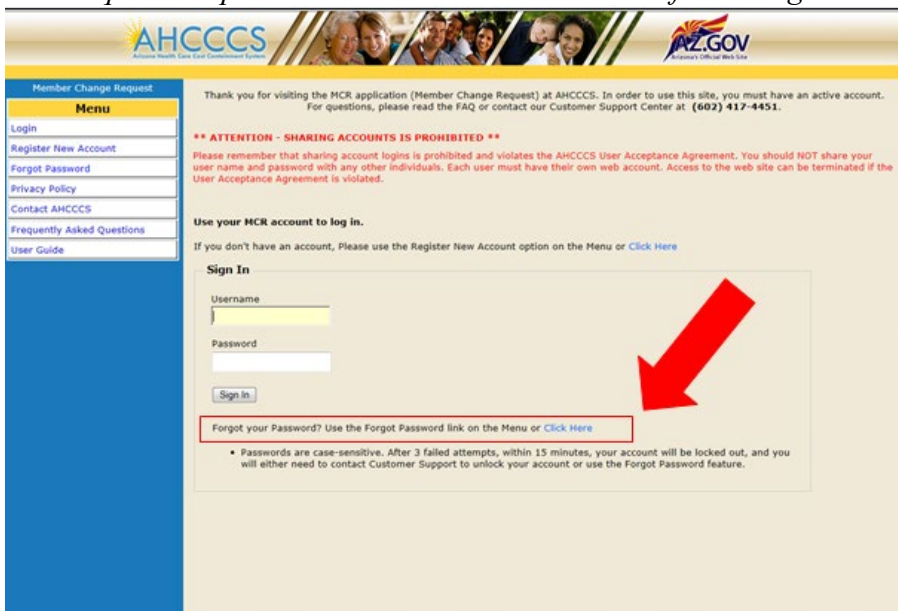 AHCCCS
Arizona Health Care Cost Containment System
AZ.GOV
Arizona's Official Web Site
Member Change Request
Menu
Login
Register New Account
Forgot Password
Privacy Policy
Contact AHCCCS
Frequently Asked Questions
User Guide
Thank you for visiting the MCR application (Member Change Request) at AHCCCS. In order to use this site, you must have an active account.
For questions, please read the FAQ or contact our Customer Support Center at (602) 417-4451.
** ATTENTION - SHARING ACCOUNTS IS PROHIBITED **
Please remember that sharing account logins is prohibited and violates the AHCCCS User Acceptance Agreement. You should NOT share your
user name and password with any other individuals. Each user must have their own web account. Access to the web site can be terminated if the
User Acceptance Agreement is violated.
Use your MCR account to log in.
If you don't have an account, Please use the Register New Account option on the Menu or Click Here
Sign In
Username
Password
Sign In
Forgot your Password? Use the Forgot Password link on the Menu or Click Here
• Passwords are case-sensitive. After 3 failed attempts, within 15 minutes, your account will be locked out, and you
will either need to contact Customer Support to unlock your account or use the Forgot Password feature.